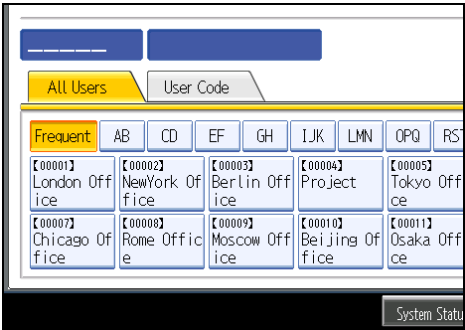 _ _ _ _ _
All Users User Code
Frequent AB CD EF GH IJK LMN OPQ RST
【00001】 【00002】 【00003】 【00004】 【00005】
London Off NewYork Of Berlin Off Project Tokyo Off
ice fice ice ice
【00007】 【00008】 【00009】 【00010】 【00011】
Chicago Of Rome Offic Moscow Off Beijing Of Osaka Off
fice e ice fice ice
System Statu